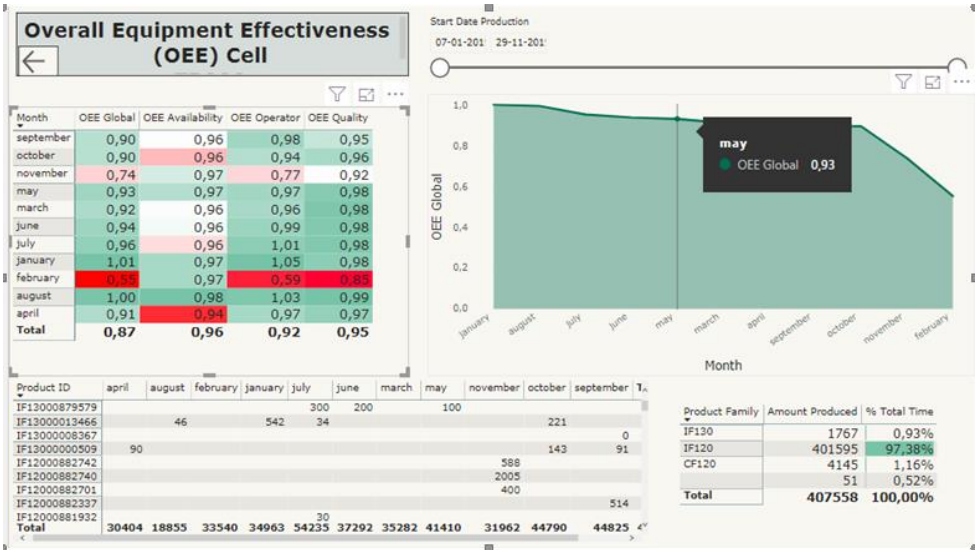 Overall Equipment Effectiveness
(OEE) Cell
Start Date Production
07-01-201 29-11-201
Month OEE Global OEE Availability OEE Operator OEE Quality
september 0,90 0,96 0,98 0,95
october 0,90 0,96 0,94 0,96
november 0,74 0,97 0,77 0,92
may 0,93 0,97 0,97 0,98
march 0,92 0,96 0,96 0,98
june 0,94 0,96 0,99 0,98
july 0,96 0,96 1,01 0,98
january 1,01 0,97 1,05 0,98
february 0,55 0,97 0,59 0,85
august 1,00 0,98 1,03 0,99
april 0,91 0,94 0,97 0,97
Total 0,87 0,96 0,92 0,95
OEE Global
1,0
0,8
0,6
0,4
0,2
0,0
may
OEE Global 0,93
january august july june may march april september october november february
Month
Product ID april august february january july june march may november october september
IF13000879579 300 200 100
IF13000013466 46 542 34 221
IF13000008367 0
IF13000000509 90 143 91
IF12000882742 588
IF12000882740 2005
IF12000882701 400
IF12000882337 514
IF12000881932 30
Total 30404 18855 33540 34963 54235 37292 35282 41410 31962 44790 44825
Product Family Amount Produced % Total Time
IF130 1767 0,93%
IF120 401595 97,38%
CF120 4145 1,16%
51 0,52%
Total 407558 100,00%